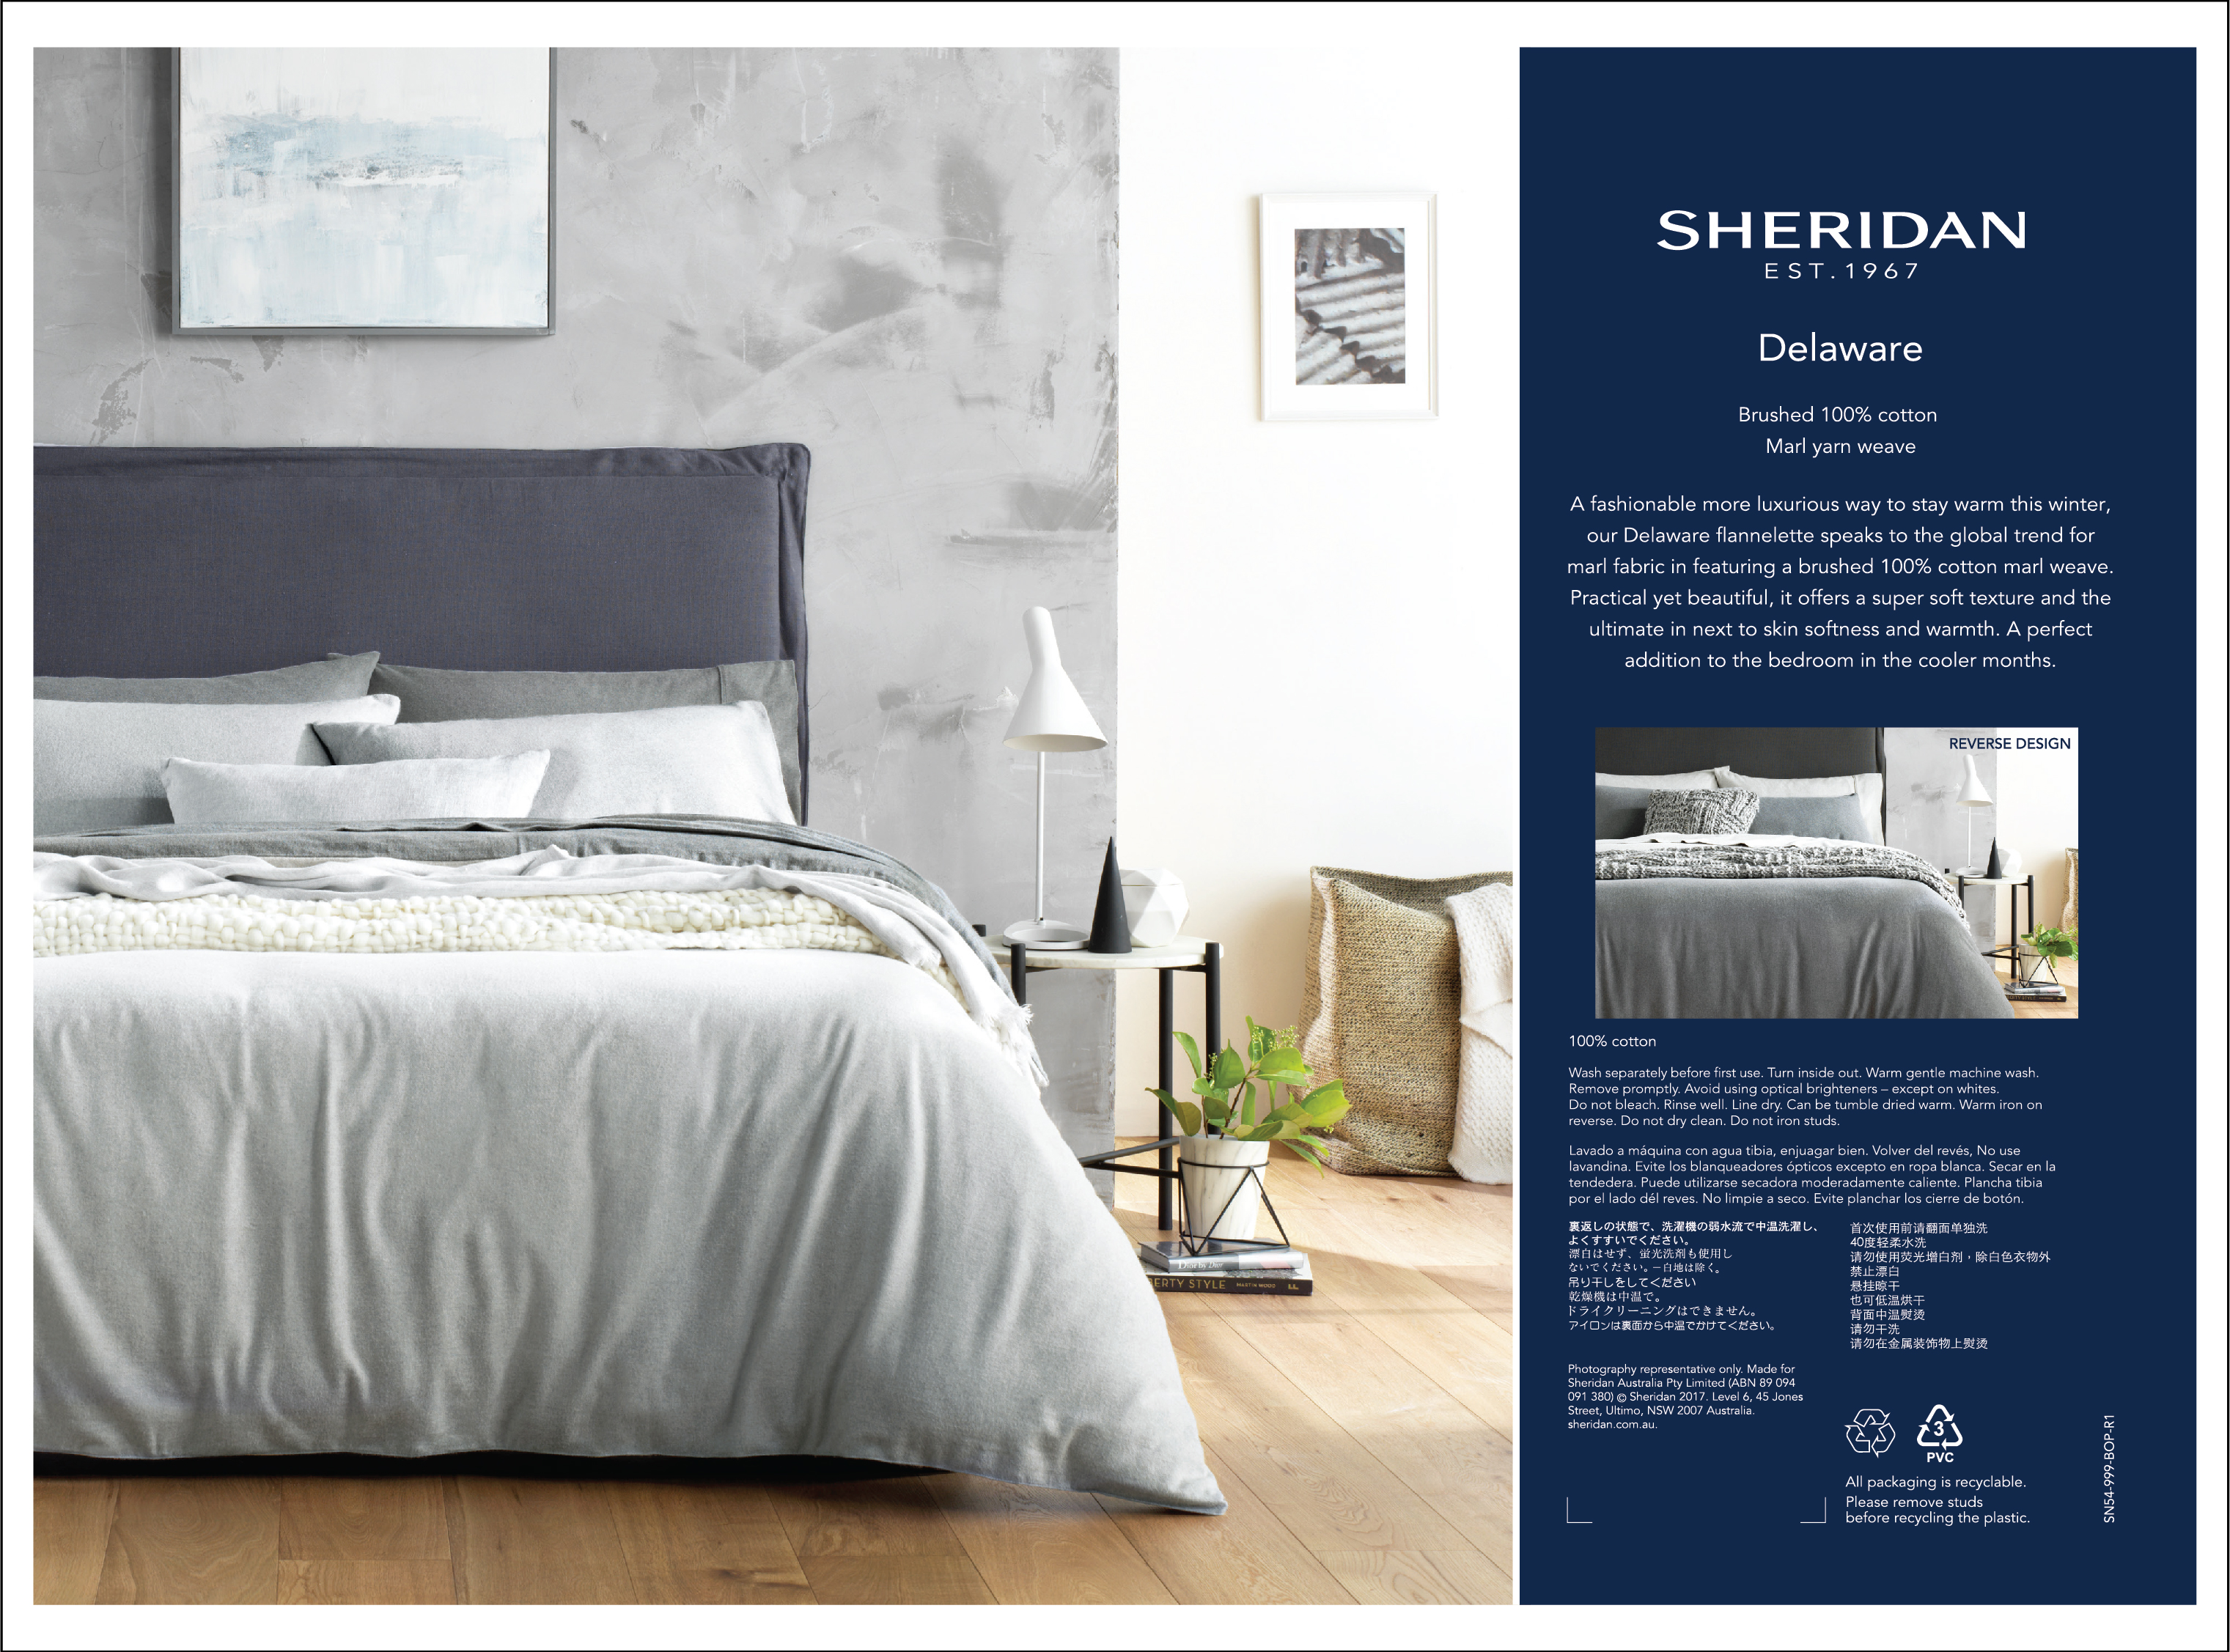 SHERIDAN
EST.1967
Delaware
Brushed 100% cotton
Marl yarn weave
A fashionable more luxurious way to stay warm this winter,
our Delaware flannelette speaks to the global trend for
marl fabric in featuring a brushed 100% cotton marl weave.
Practical yet beautiful, it offers a super soft texture and the
ultimate in next to skin softness and warmth. A perfect
addition to the bedroom in the cooler months.
REVERSE DESIGN
100% cotton
Wash separately before first use. Turn inside out. Warm gentle machine wash.
Remove promptly. Avoid using optical brighteners – except on whites.
Do not bleach. Rinse well. Line dry. Can be tumble dried warm. Warm iron on
reverse. Do not dry clean. Do not iron studs.
Lavado a máquina con agua tibia, enjuagar bien. Volver del revés, No use
lavandina. Evite los blanqueadores ópticos excepto en ropa blanca. Secar en la
tendedera. Puede utilizarse secadora moderadamente caliente. Plancha tibia
por el lado dél reves. No limpie a seco. Evite planchar los cierre de botón.
裏返しの状態で、洗濯機の弱水流で中温洗濯し、
よくすすいでください。
漂白はせず、蛍光洗剤も使用し
ないでください。－白地は除く。
吊り干しをしてください
乾燥機は中温で。
ドライクリーニングはできません。
アイロンは裏面から中温でかけてください。
首次使用前请翻面单独洗
40度轻柔水洗
请勿使用荧光增白剂，除白色衣物外
禁止漂白
悬挂晾干
也可低温烘干
背面中温熨烫
请勿干洗
请勿在金属装饰物上熨烫
Photography representative only. Made for
Sheridan Australia Pty Limited (ABN 89 094
091 380) © Sheridan 2017. Level 6, 45 Jones
Street, Ultimo, NSW 2007 Australia.
sheridan.com.au.
3
PVC
All packaging is recyclable.
Please remove studs
before recycling the plastic.
SN54-999-BOP-R1
Dior by Dior
ERTY STYLE MARTIN WOOD